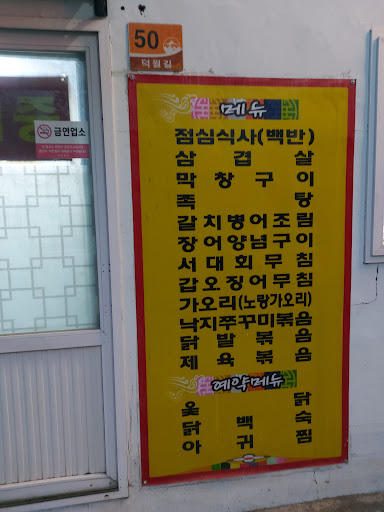 50
덕월길
금연업소
메뉴
점심식사(백반)
삼겹살
막창구이
족탕
갈치병어조림
장어양념구이
서대회무침
갑오징어무침
가오리(노랑가오리)
낙지쭈꾸미볶음
닭발볶음
제육볶음
예약메뉴
옻닭
닭백숙
아귀찜